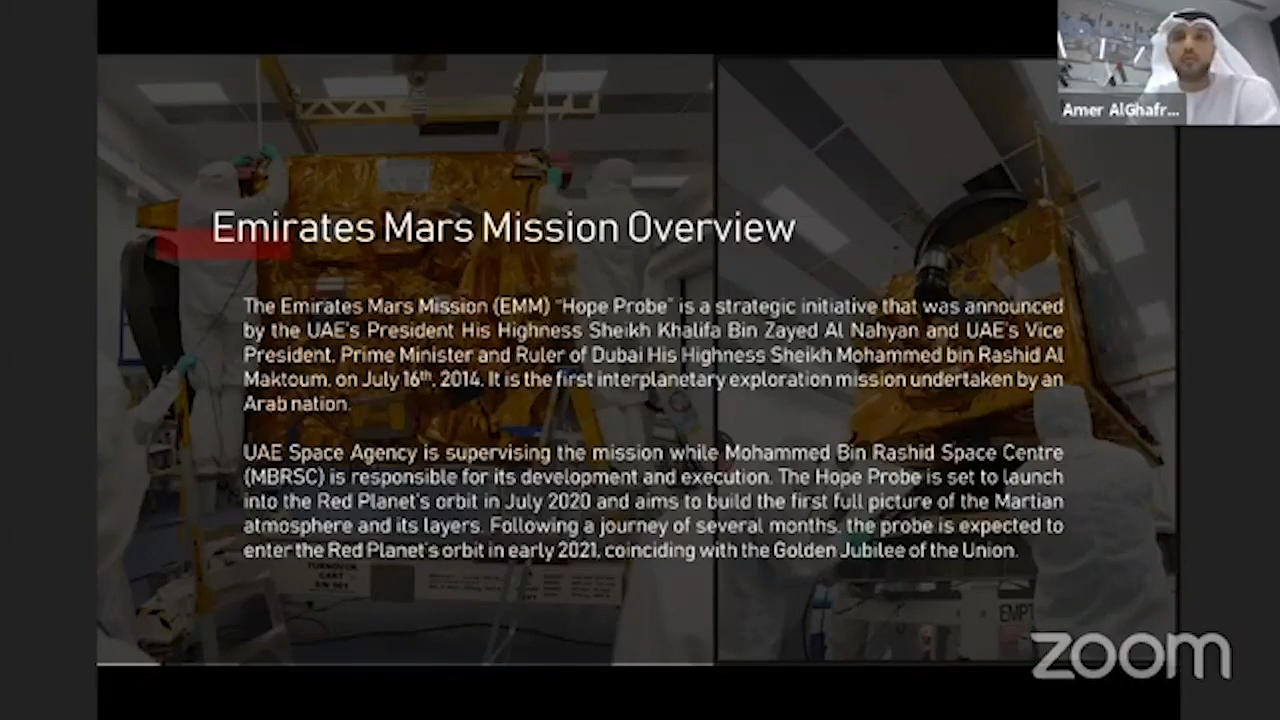 Amer AlGhafr...
Emirates Mars Mission Overview
The Emirates Mars Mission (EMM) "Hope Probe" is a strategic initiative that was announced
by the UAE's President His Highness Sheikh Khalifa Bin Zayed Al Nahyan and UAE's Vice
President, Prime Minister and Ruler of Dubai His Highness Sheikh Mohammed bin Rashid Al
Maktoum, on July 16th, 2014. It is the first interplanetary exploration mission undertaken by an
Arab nation.
UAE Space Agency is supervising the mission while Mohammed Bin Rashid Space Centre
(MBRSC) is responsible for its development and execution. The Hope Probe is set to launch
into the Red Planet's orbit in July 2020 and aims to build the first full picture of the Martian
atmosphere and its layers. Following a journey of several months, the probe is expected to
enter the Red Planet's orbit in early 2021, coinciding with the Golden Jubilee of the Union.
TURNOVER
CART
S/N 001
EMPT
zoom